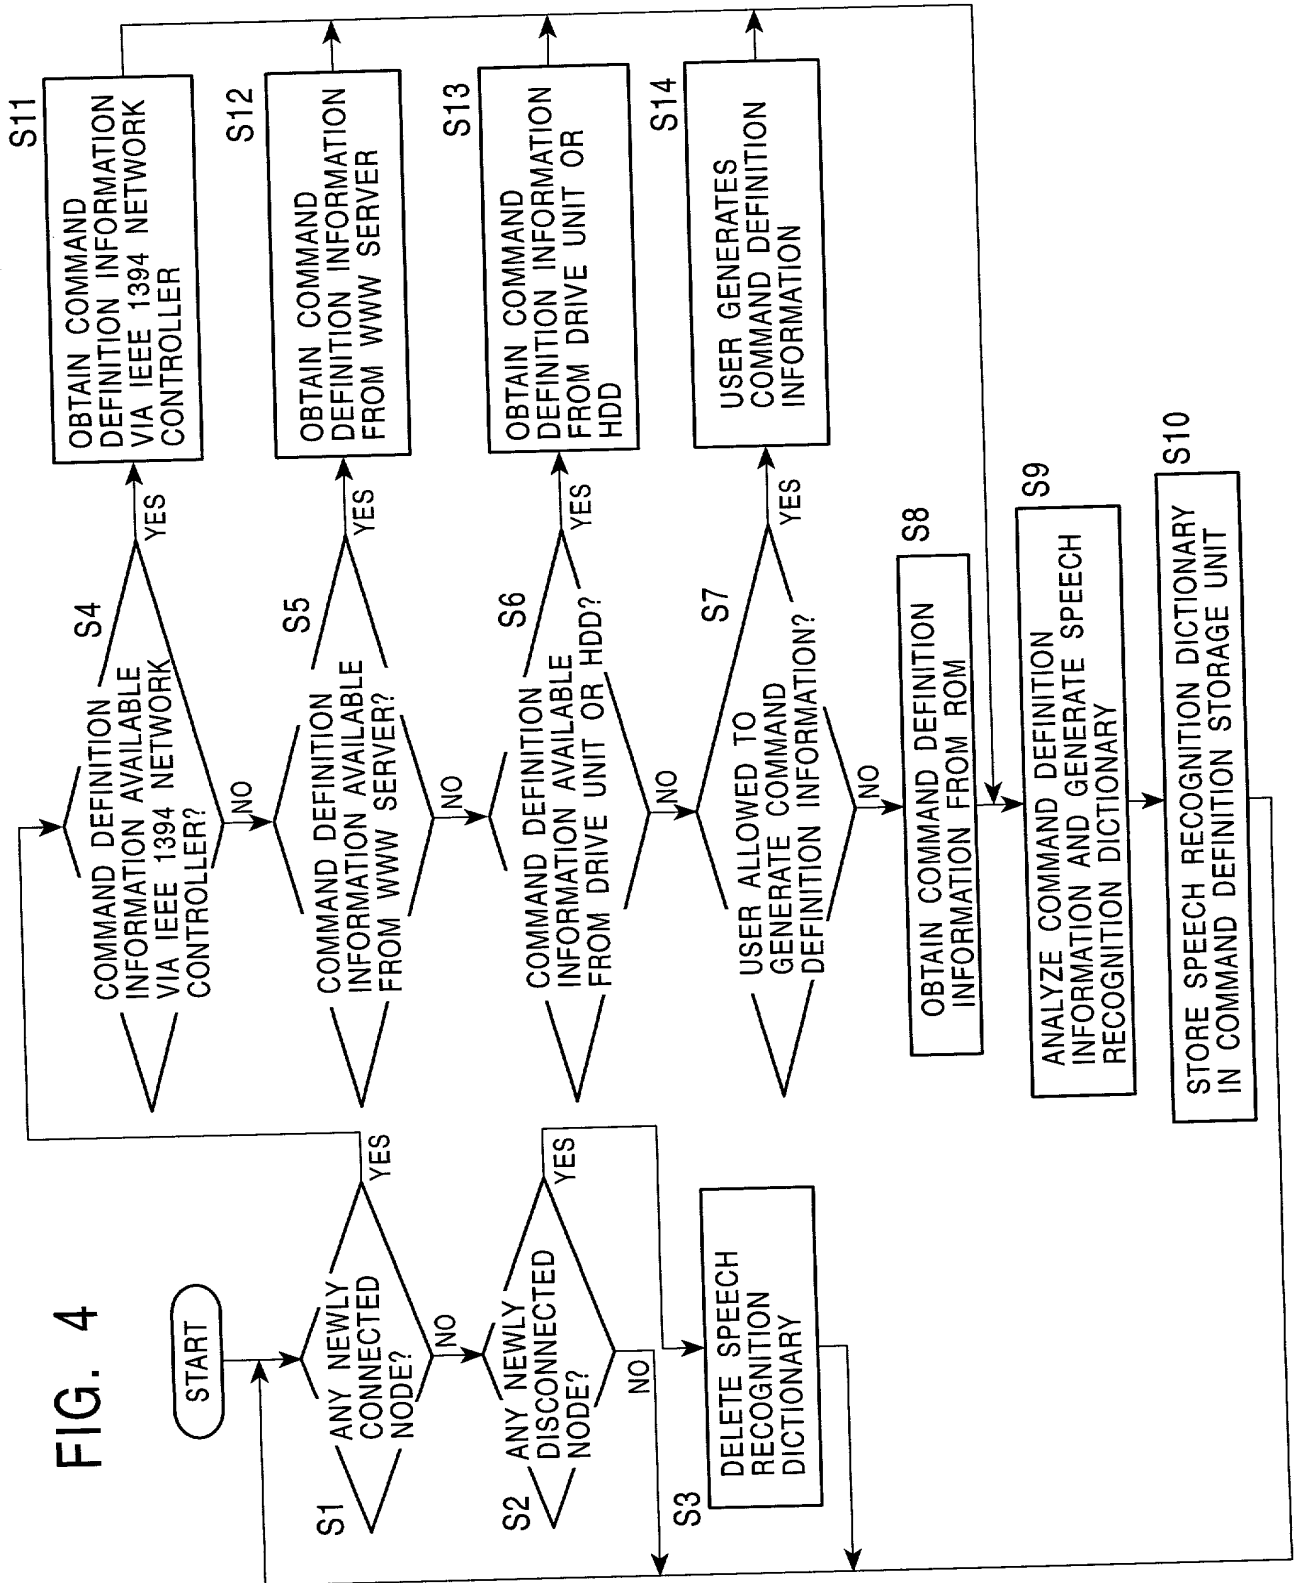 FIG. 4
START
S1
ANY NEWLY
CONNECTED
NODE?
YES
NO
S2
ANY NEWLY
DISCONNECTED
NODE?
YES
NO
S3
DELETE SPEECH
RECOGNITION
DICTIONARY
S4
COMMAND DEFINITION
INFORMATION AVAILABLE
VIA IEEE 1394 NETWORK
CONTROLLER?
YES
NO
S11
OBTAIN COMMAND
DEFINITION INFORMATION
VIA IEEE 1394 NETWORK
CONTROLLER
S5
COMMAND DEFINITION
INFORMATION AVAILABLE
FROM WWW SERVER?
YES
NO
S12
OBTAIN COMMAND
DEFINITION INFORMATION
FROM WWW SERVER
S6
COMMAND DEFINITION
INFORMATION AVAILABLE
FROM DRIVE UNIT OR HDD?
YES
NO
S13
OBTAIN COMMAND
DEFINITION INFORMATION
FROM DRIVE UNIT OR
HDD
S7
USER ALLOWED TO
GENERATE COMMAND
DEFINITION INFORMATION?
YES
NO
S14
USER GENERATES
COMMAND DEFINITION
INFORMATION
S8
OBTAIN COMMAND DEFINITION
INFORMATION FROM ROM
S9
ANALYZE COMMAND DEFINITION
INFORMATION AND GENERATE SPEECH
RECOGNITION DICTIONARY
S10
STORE SPEECH RECOGNITION DICTIONARY
IN COMMAND DEFINITION STORAGE UNIT